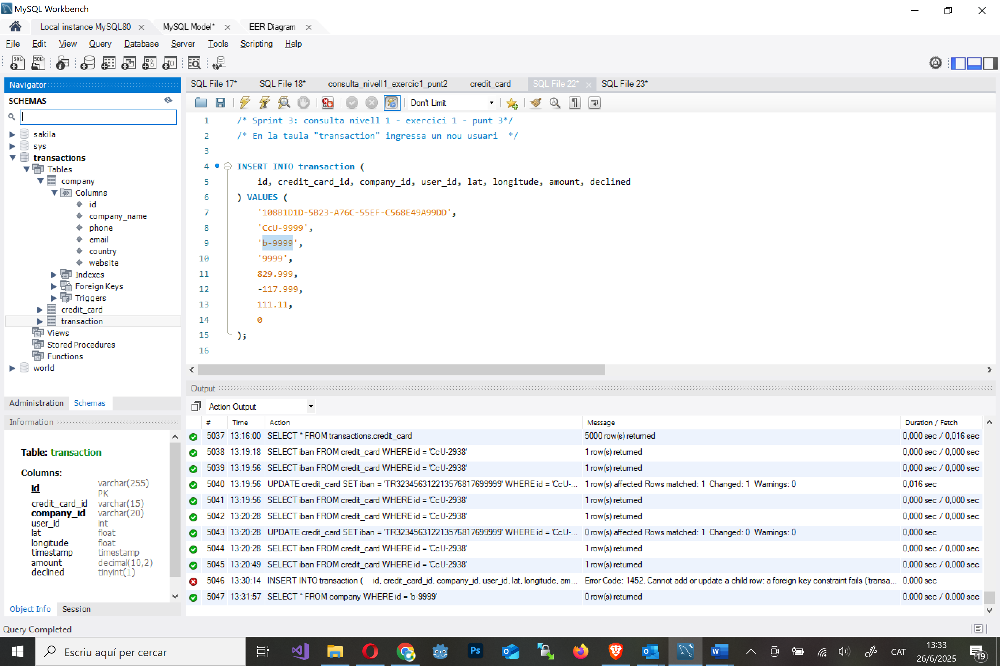 MySQL Workbench
Local instance MySQL80
MySQL Model*
EER Diagram
File Edit View Query Database Server Tools Scripting Help
Navigator
SCHEMAS
sakila
sys
transactions
Tables
company
Columns
id
company_name
phone
email
country
website
Indexes
Foreign Keys
Triggers
credit_card
transaction
Views
Stored Procedures
Functions
world
Administration Schemas
Information
Table: transaction
Columns:
id varchar(255) PK
credit_card_id varchar(15)
company_id varchar(20)
user_id int
lat float
longitude float
timestamp timestamp
amount decimal(10,2)
declined tinyint(1)
Object Info Session
SQL File 17* SQL File 18* consulta_nivell1_exercic1_punt2 credit_card SQL File 22* SQL File 23*
Don't Limit
1 /* Sprint 3: consulta nivell 1 - exercici 1 - punt 3*/
2 /* En la taula "transaction" ingressa un nou usuari  */
3
4 INSERT INTO transaction (
5 id, credit_card_id, company_id, user_id, lat, longitude, amount, declined
6 ) VALUES (
7 '108B1D1D-5B23-A76C-55EF-C568E49A99DD',
8 'CcU-9999',
9 'b-9999',
10 '9999',
11 829.999,
12 -117.999,
13 111.11,
14 0
15 );
16
Output
Action Output
# Time Action Message Duration / Fetch
5037 13:16:00 SELECT * FROM transactions.credit_card 5000 row(s) returned 0,000 sec / 0,016 sec
5038 13:19:18 SELECT iban FROM credit_card WHERE id = 'CcU-2938' 1 row(s) returned 0,000 sec / 0,000 sec
5039 13:19:56 SELECT iban FROM credit_card WHERE id = 'CcU-2938' 1 row(s) returned 0,000 sec / 0,000 sec
5040 13:19:56 UPDATE credit_card SET iban = "TR323456312213576817699999" WHERE id = 'CcU-... 1 row(s) affected Rows matched: 1 Changed: 1 Warnings: 0 0,016 sec
5041 13:19:56 SELECT iban FROM credit_card WHERE id = 'CcU-2938' 1 row(s) returned 0,000 sec / 0,000 sec
5042 13:20:28 SELECT iban FROM credit_card WHERE id = 'CcU-2938' 1 row(s) returned 0,000 sec / 0,000 sec
5043 13:20:28 UPDATE credit_card SET iban = "TR323456312213576817699999" WHERE id = 'CcU-... 0 row(s) affected Rows matched: 1 Changed: 0 Warnings: 0 0,000 sec
5044 13:20:28 SELECT iban FROM credit_card WHERE id = 'CcU-2938' 1 row(s) returned 0,000 sec / 0,000 sec
5045 13:20:49 SELECT iban FROM credit_card WHERE id = 'CcU-2938' 1 row(s) returned 0,000 sec / 0,000 sec
5046 13:30:14 INSERT INTO transaction ( id, credit_card_id, company_id, user_id, lat, longitude, am... Error Code: 1452. Cannot add or update a child row: a foreign key constraint fails (`transa... 0,000 sec
5047 13:31:57 SELECT * FROM company WHERE id = 'b-9999' 0 row(s) returned 0,000 sec / 0,000 sec
Query Completed
Escriu aquí per cercar
CAT
13:33
26/6/2025
19